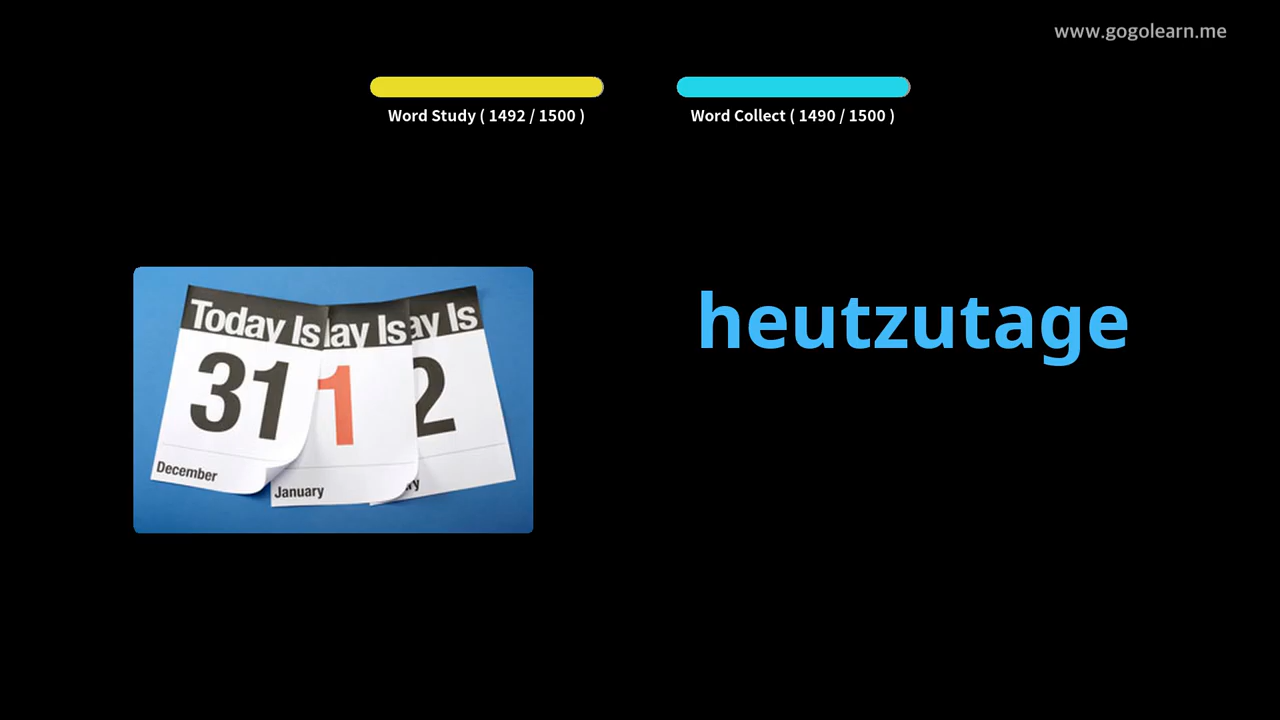 www.gogolearn.me
Word Study ( 1492 / 1500 )
Word Collect ( 1490 / 1500 )
Today Is
31
December
ay Is
1
January
ay Is
2
ry
heutzutage